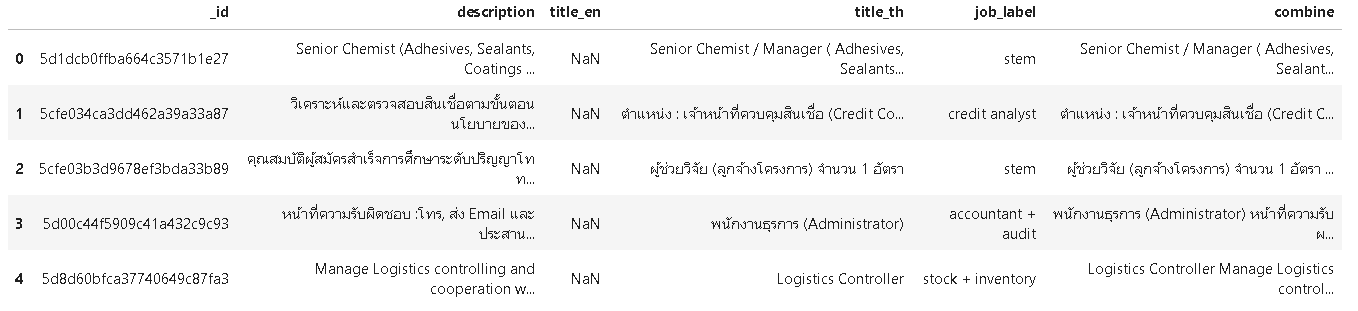 _id description title_en title_th job_label combine
0 5d1dcb0ffba664c3571b1e27 Senior Chemist (Adhesives, Sealants, Coatings ... NaN Senior Chemist / Manager ( Adhesives, Sealants... stem Senior Chemist / Manager ( Adhesives, Sealant...
1 5cfe034ca3dd462a39a33a87 วิเคราะห์และตรวจสอบสินเชื่อตามขั้นตอน นโยบายของ... NaN ตำแหน่ง : เจ้าหน้าที่ควบคุมสินเชื่อ (Credit Co... credit analyst ตำแหน่ง : เจ้าหน้าที่ควบคุมสินเชื่อ (Credit C...
2 5cfe03b3d9678ef3bda33b89 คุณสมบัติผู้สมัครสำเร็จการศึกษาระดับปริญญาโท ท... NaN ผู้ช่วยวิจัย (ลูกจ้างโครงการ) จำนวน 1 อัตรา stem ผู้ช่วยวิจัย (ลูกจ้างโครงการ) จำนวน 1 อัตรา ...
3 5d00c44f5909c41a432c9c93 หน้าที่ความรับผิดชอบ :โทร, ส่ง Email และ ประสาน... NaN พนักงานธุรการ (Administrator) accountant + audit พนักงานธุรการ (Administrator) หน้าที่ความรับ ผ...
4 5d8d60bfca37740649c87fa3 Manage Logistics controlling and cooperation w... NaN Logistics Controller stock + inventory Logistics Controller Manage Logistics control...